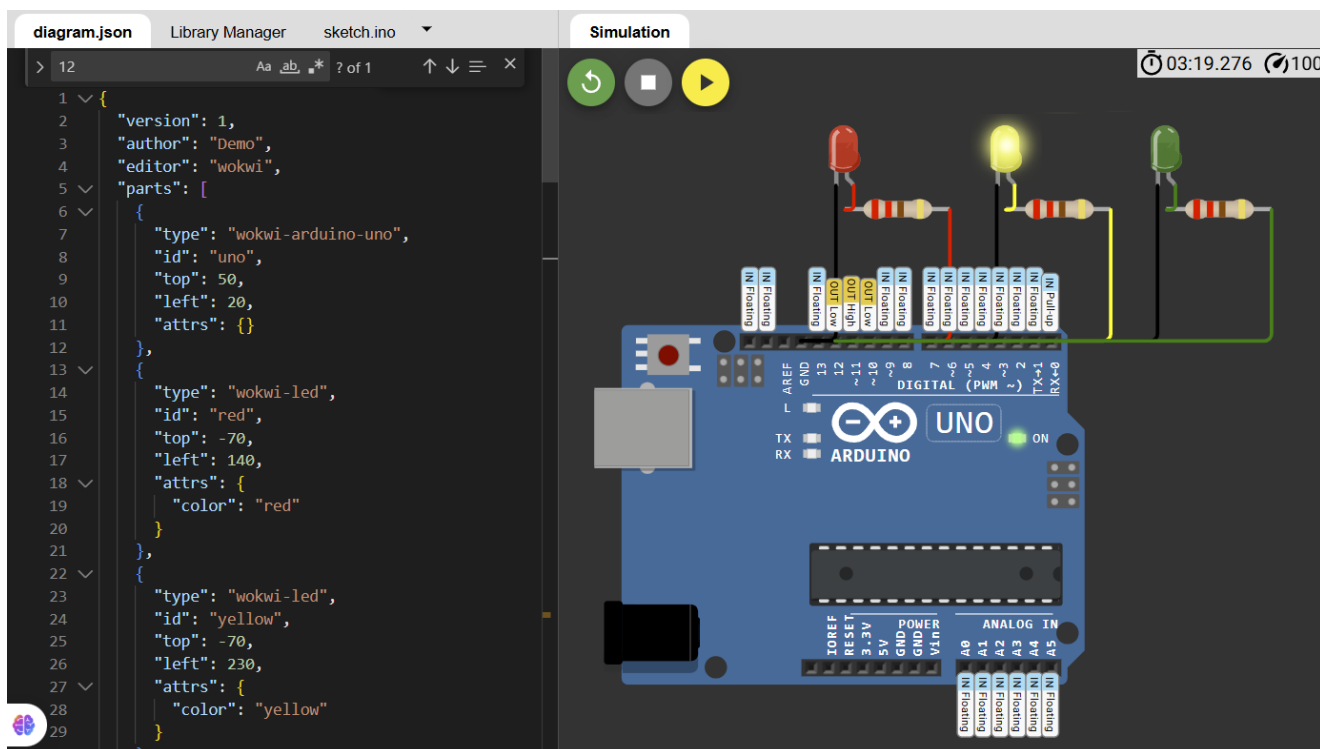 diagram.json Library Manager sketch.ino
Simulation
12 Aa ab * ? of 1
03:19.276 100
1 {
2 "version": 1,
3 "author": "Demo",
4 "editor": "wokwi",
5 "parts": [
6 {
7 "type": "wokwi-arduino-uno",
8 "id": "uno",
9 "top": 50,
10 "left": 20,
11 "attrs": {}
12 },
13 {
14 "type": "wokwi-led",
15 "id": "red",
16 "top": -70,
17 "left": 140,
18 "attrs": {
19 "color": "red"
20 }
21 },
22 {
23 "type": "wokwi-led",
24 "id": "yellow",
25 "top": -70,
26 "left": 230,
27 "attrs": {
28 "color": "yellow"
29 }
IN Floating
IN Floating
IN Floating
OUT Low
OUT High
OUT Low
IN Floating
IN Floating
IN Floating
IN Floating
IN Floating
IN Floating
IN Floating
IN Floating
IN Floating
IN Pull-up
AREF
GND
13
12
~11
~10
~9
8
7
~6
~5
4
~3
2
TX→1
RX←0
DIGITAL (PWM ~)
L
TX
RX
ARDUINO
UNO
ON
IOREF
RESET
3.3V
5V
GND
GND
Vin
POWER
ANALOG IN
A0
A1
A2
A3
A4
A5
IN Floating
IN Floating
IN Floating
IN Floating
IN Floating
IN Floating